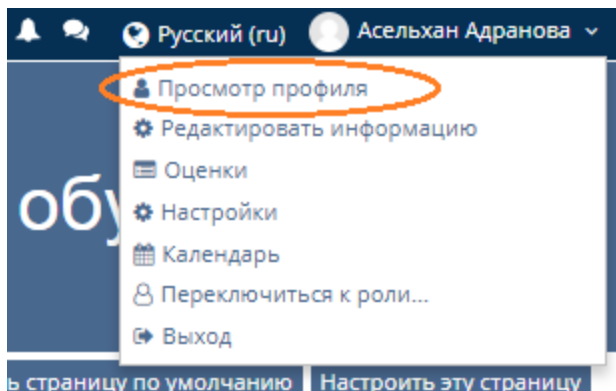 Русский (ru) Асельхан Адранова
Просмотр профиля
Редактировать информацию
Оценки
обу
Настройки
Календарь
Переключиться к роли...
Выход
ь страницу по умолчанию Настроить эту страницу